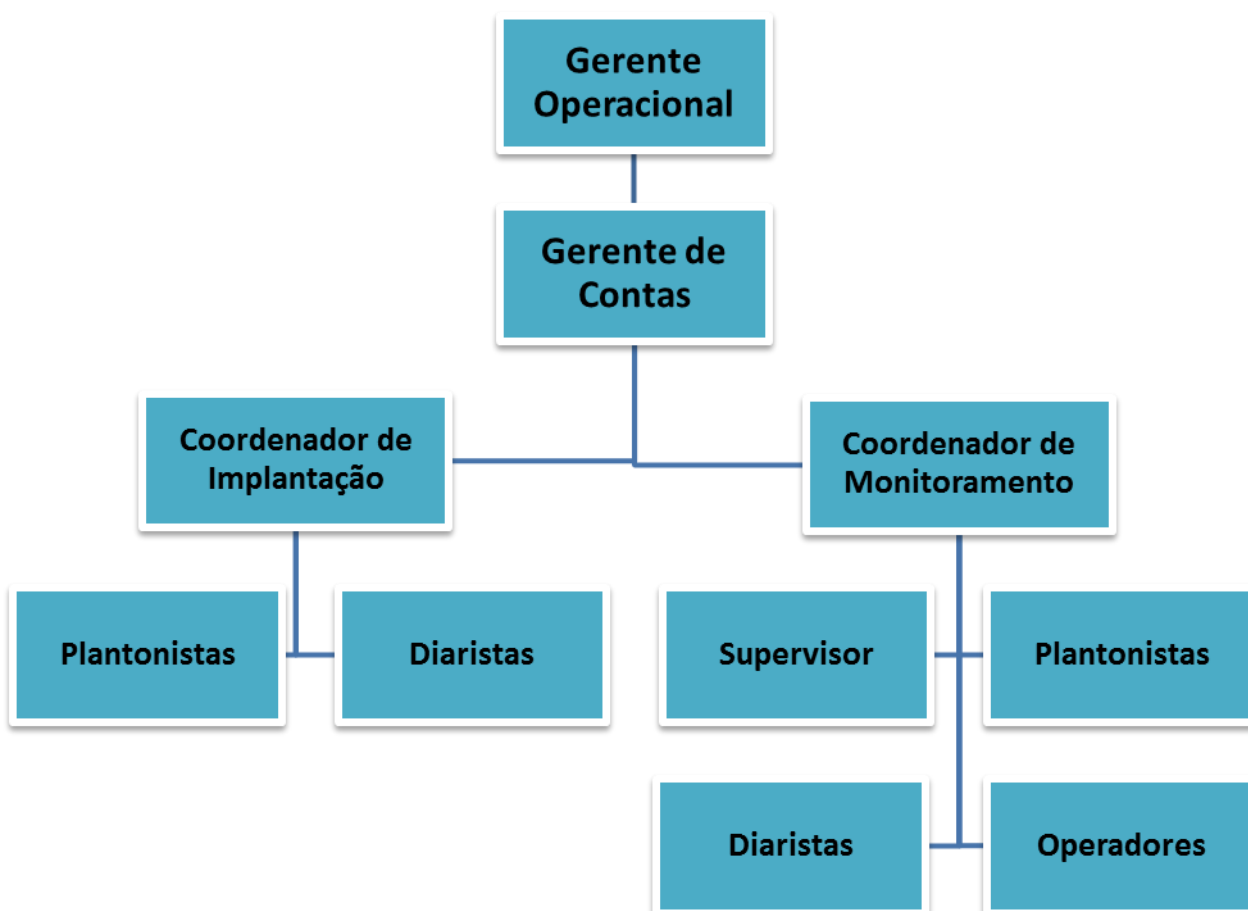 Gerente
Operacional
Gerente de
Contas
Coordenador de
Implantação
Coordenador de
Monitoramento
Plantonistas
Diaristas
Supervisor
Plantonistas
Diaristas
Operadores